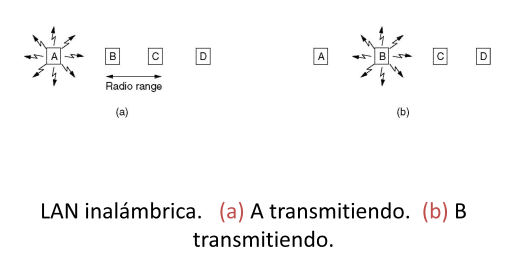 A B C D A B C D
Radio range
(a) (b)
LAN inalámbrica. (a) A transmitiendo. (b) B
transmitiendo.